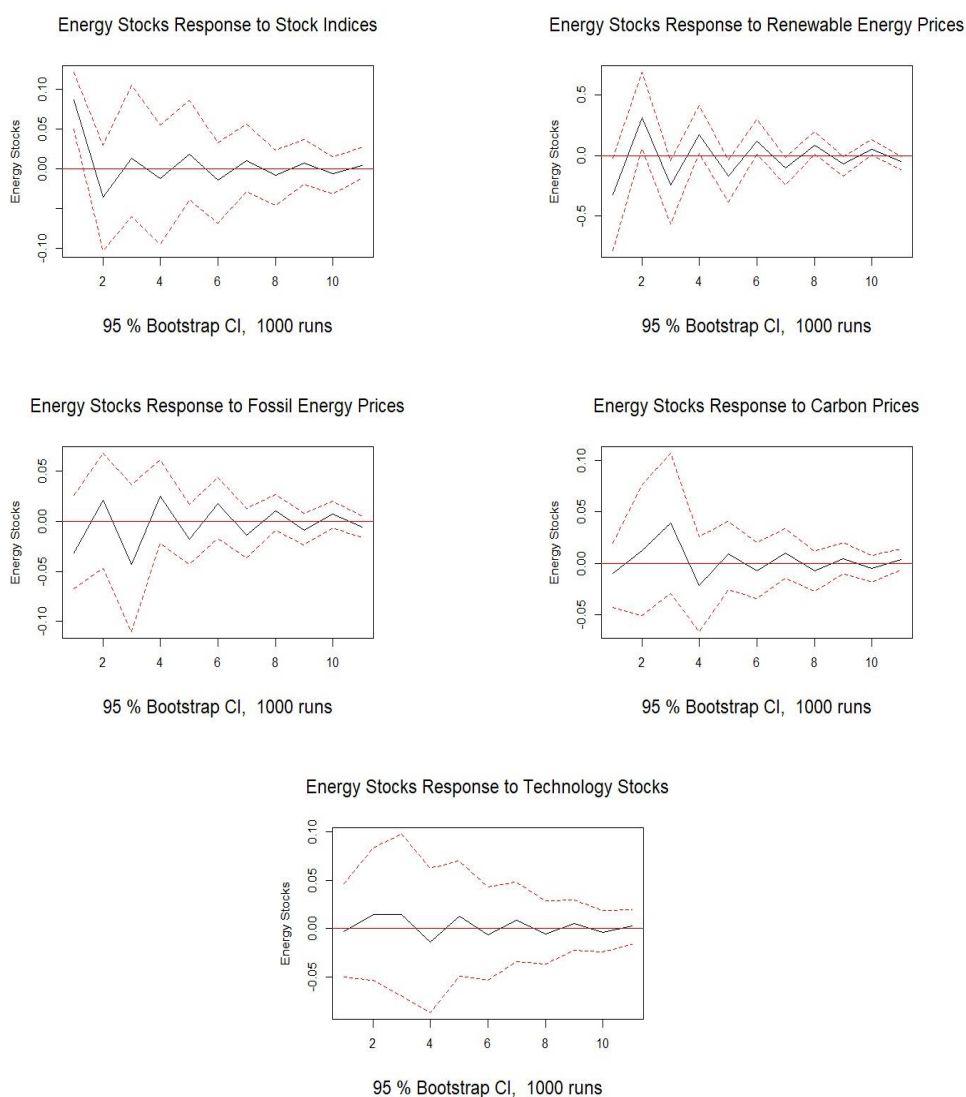 Energy Stocks Response to Stock Indices
Energy Stocks
0.10
0.05
0.00
-0.10
2 4 6 8 10
95 % Bootstrap CI, 1000 runs
Energy Stocks Response to Renewable Energy Prices
Energy Stocks
0.5
0.0
-0.5
2 4 6 8 10
95 % Bootstrap CI, 1000 runs
Energy Stocks Response to Fossil Energy Prices
Energy Stocks
0.05
0.00
-0.05
-0.10
2 4 6 8 10
95 % Bootstrap CI, 1000 runs
Energy Stocks Response to Carbon Prices
Energy Stocks
0.10
0.05
0.00
-0.05
2 4 6 8 10
95 % Bootstrap CI, 1000 runs
Energy Stocks Response to Technology Stocks
Energy Stocks
0.10
0.05
0.00
-0.05
2 4 6 8 10
95 % Bootstrap CI, 1000 runs